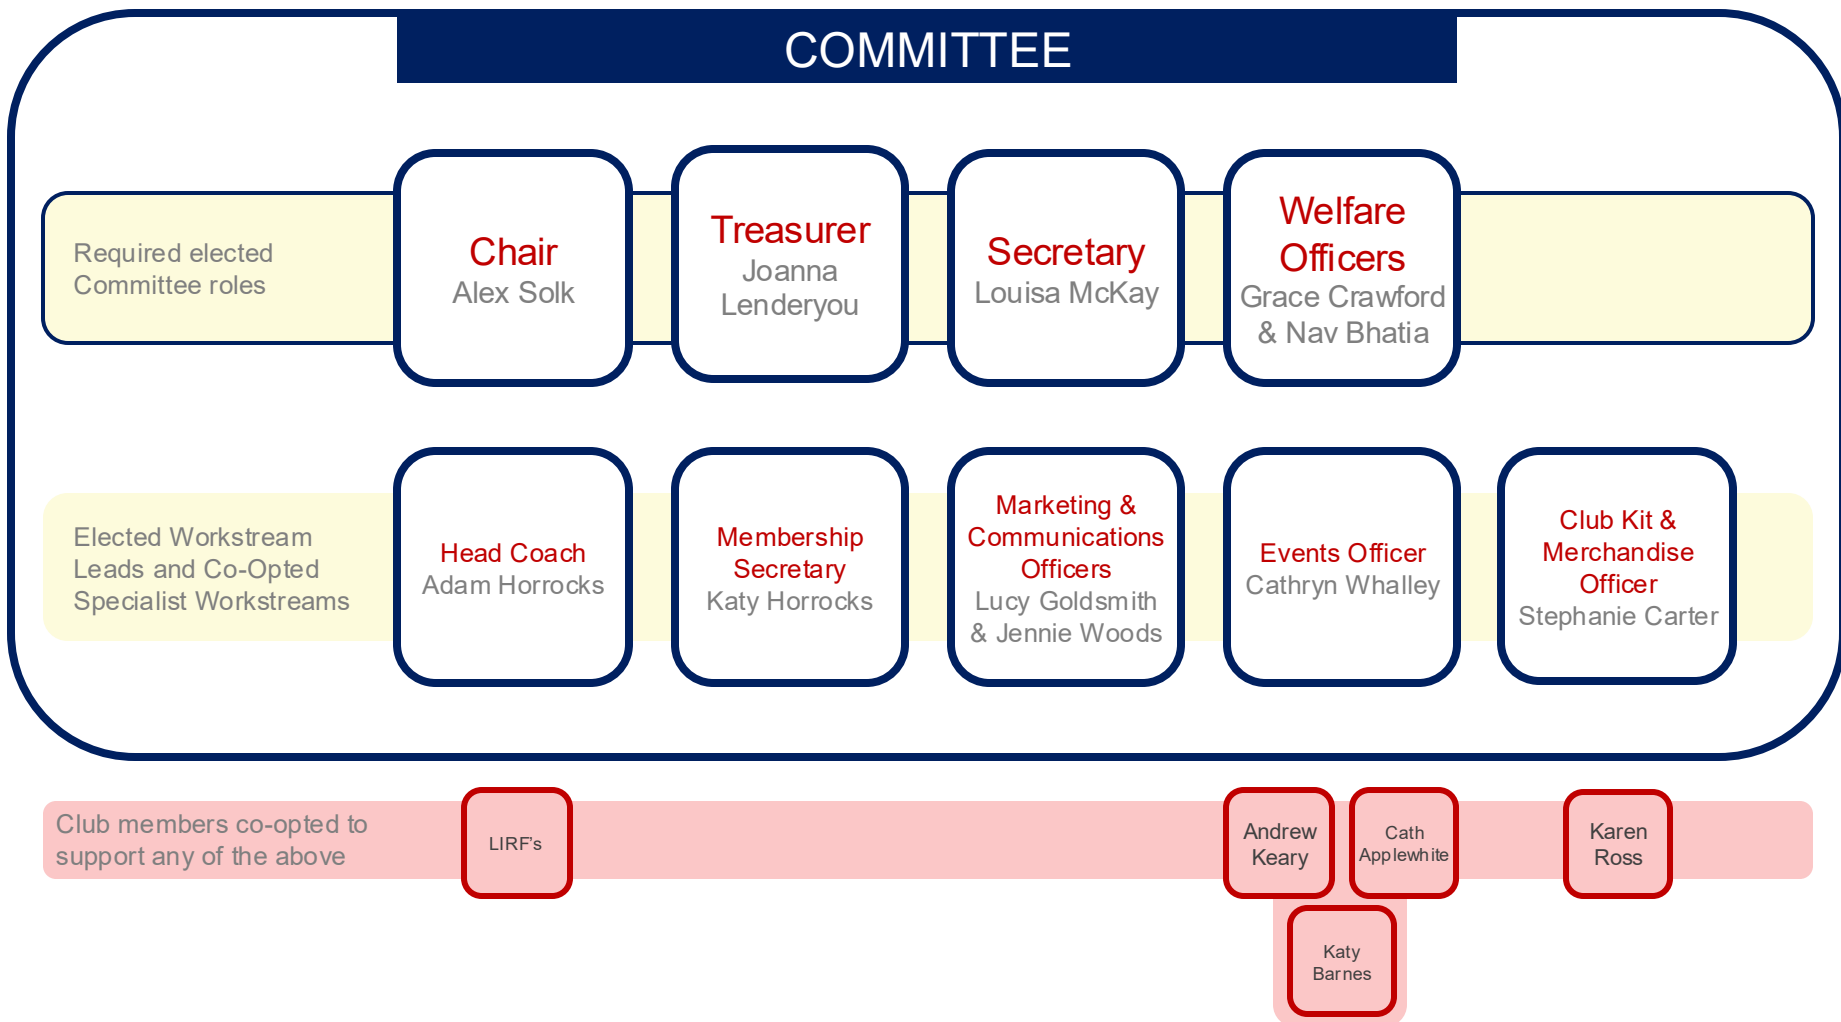 COMMITTEE
Required elected
Committee roles
Chair
Alex Solk
Treasurer
Joanna
Lenderyou
Secretary
Louisa McKay
Welfare
Officers
Grace Crawford
& Nav Bhatia
Elected Workstream
Leads and Co-Opted
Specialist Workstreams
Head Coach
Adam Horrocks
Membership
Secretary
Katy Horrocks
Marketing &
Communications
Officers
Lucy Goldsmith
& Jennie Woods
Events Officer
Cathryn Whalley
Club Kit &
Merchandise
Officer
Stephanie Carter
Club members co-opted to
support any of the above
LIRF's
Andrew
Keary
Cath
Applewhite
Karen
Ross
Katy
Barnes